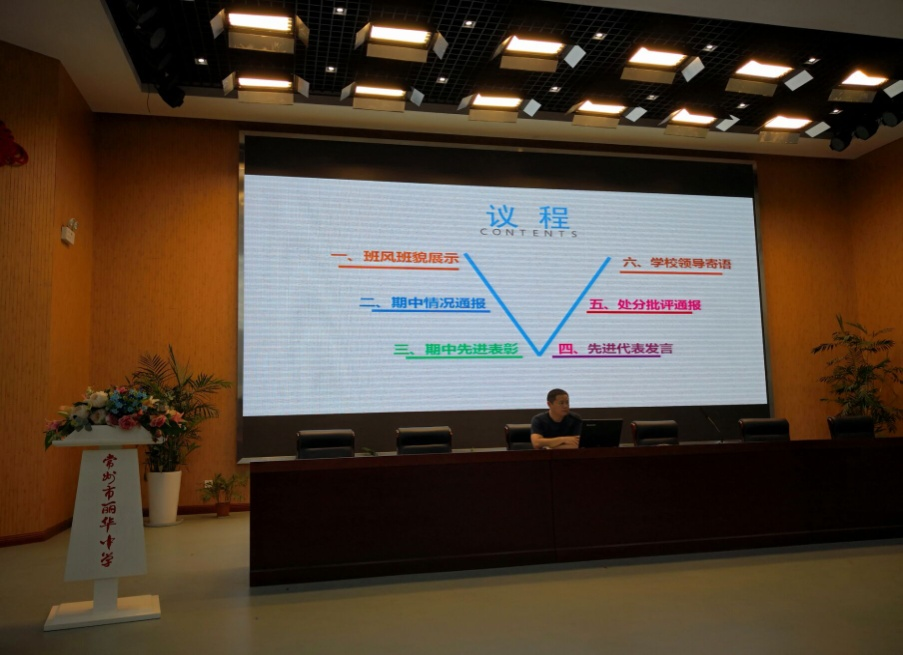 议 程
CONTENTS
一、班风班貌展示
二、期中情况通报
三、期中先进表彰
四、先进代表发言
五、处分批评通报
六、学校领导寄语
常州市丽华中学